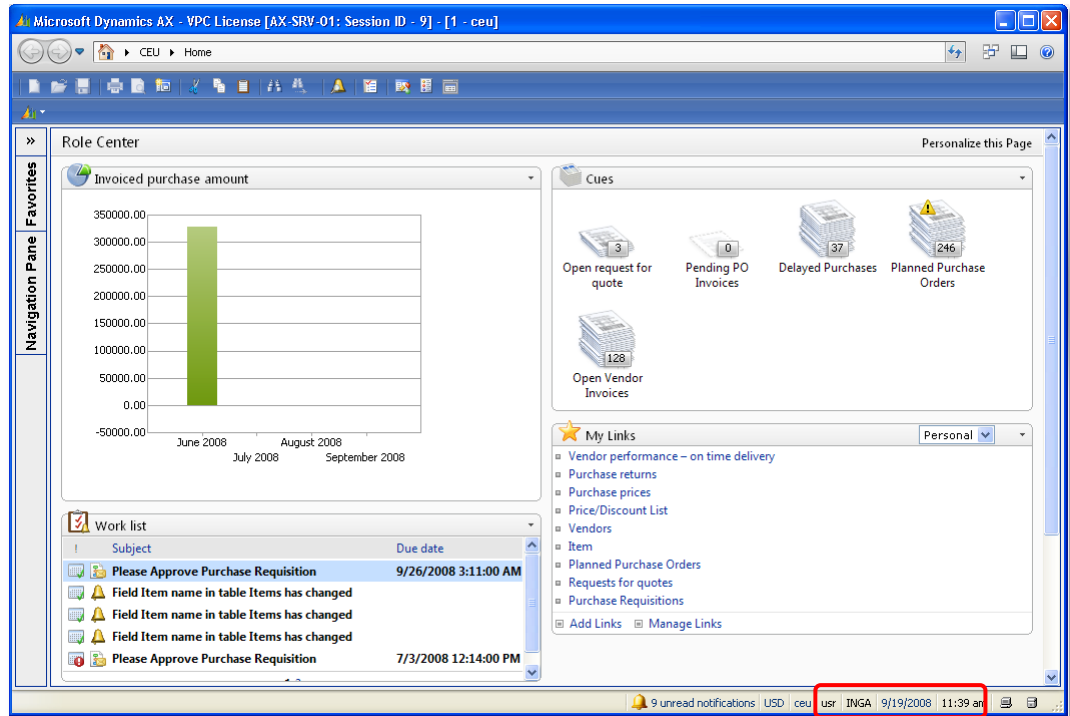 Microsoft Dynamics AX - VPC License [AX-SRV-01: Session ID - 9] - [1 - ceu]
CEU Home
Favorites
Navigation Pane
Role Center
Personalize this Page
Invoiced purchase amount
350000.00
300000.00
250000.00
200000.00
150000.00
100000.00
50000.00
0.00
-50000.00
June 2008
August 2008
July 2008
September 2008
Work list
! Subject Due date
Please Approve Purchase Requisition 9/26/2008 3:11:00 AM
Field Item name in table Items has changed
Field Item name in table Items has changed
Field Item name in table Items has changed
Please Approve Purchase Requisition 7/3/2008 12:14:00 PM
Cues
3
Open request for
quote
0
Pending PO
Invoices
37
Delayed Purchases
246
Planned Purchase
Orders
128
Open Vendor
Invoices
My Links
Personal
Vendor performance – on time delivery
Purchase returns
Purchase prices
Price/Discount List
Vendors
Item
Planned Purchase Orders
Requests for quotes
Purchase Requisitions
Add Links Manage Links
9 unread notifications USD ceu usr INGA 9/19/2008 11:39 am